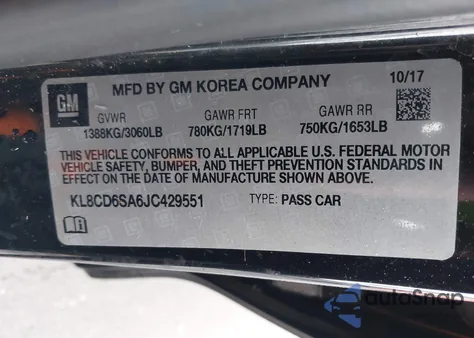 GM
MFD BY GM KOREA COMPANY
10/17
GVWR
GAWR FRT
GAWR RR
1388KG/3060LB
780KG/1719LB
750KG/1653LB
THIS VEHICLE CONFORMS TO ALL APPLICABLE U.S. FEDERAL MOTOR
VEHICLE SAFETY, BUMPER, AND THEFT PREVENTION STANDARDS
IN EFFECT ON THE DATE OF MANUFACTURE SHOWN ABOVE.
KL8CD6SA6JC429551
TYPE: PASS CAR
autoSnap